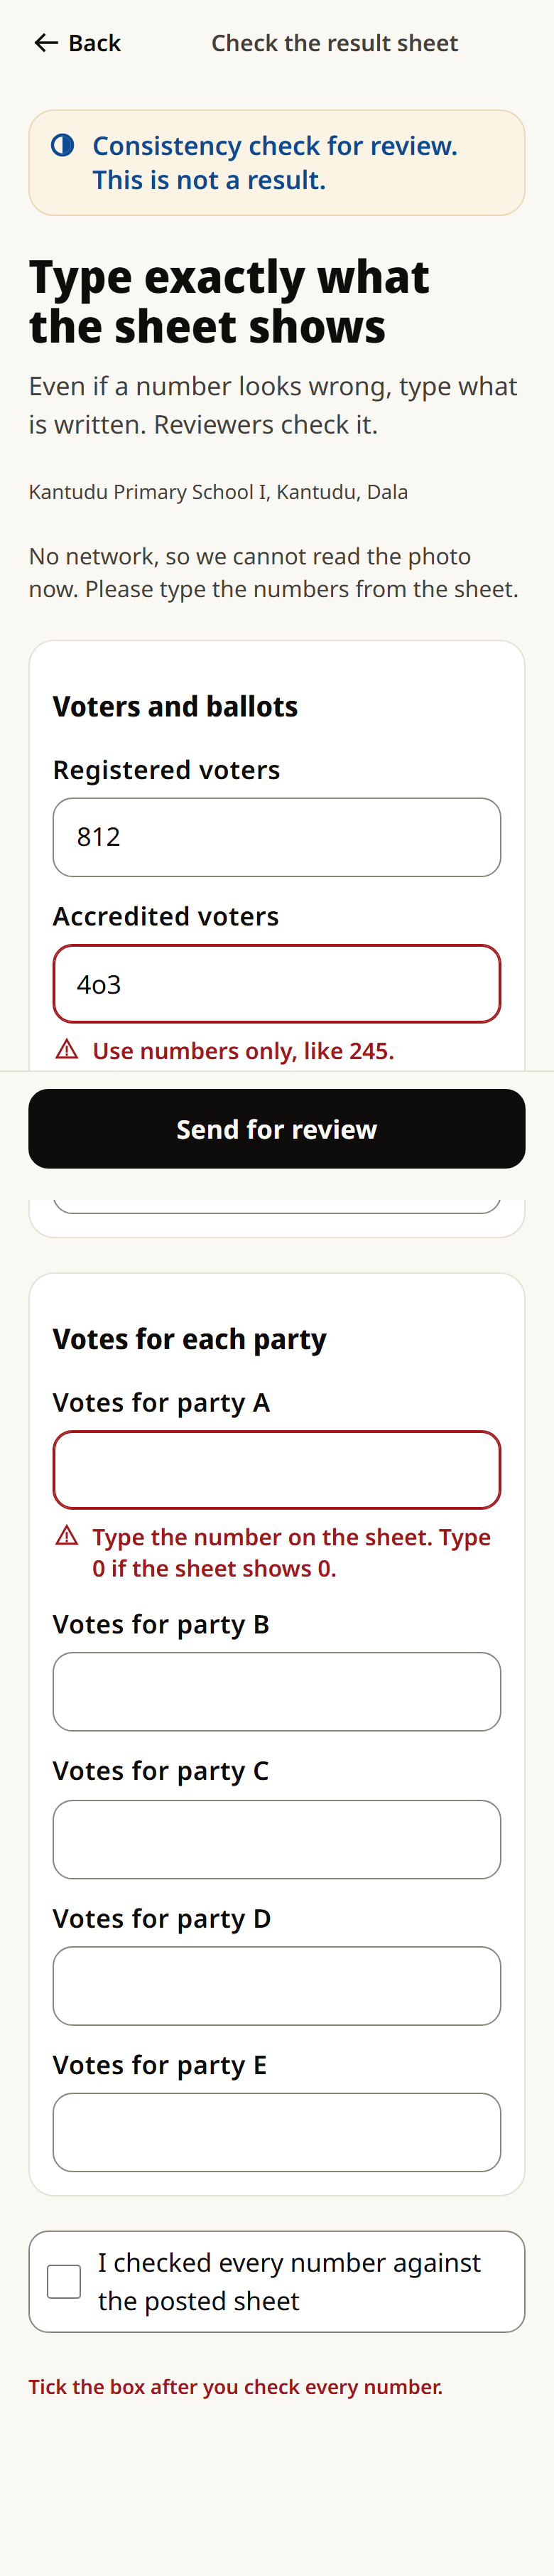 Back
Check the result sheet
Consistency check for review.
This is not a result.
Type exactly what
the sheet shows
Even if a number looks wrong, type what
is written. Reviewers check it.
Kantudu Primary School I, Kantudu, Dala
No network, so we cannot read the photo
now. Please type the numbers from the sheet.
Voters and ballots
Registered voters
812
Accredited voters
4o3
Use numbers only, like 245.
Send for review
Votes for each party
Votes for party A
Type the number on the sheet. Type
0 if the sheet shows 0.
Votes for party B
Votes for party C
Votes for party D
Votes for party E
I checked every number against
the posted sheet
Tick the box after you check every number.